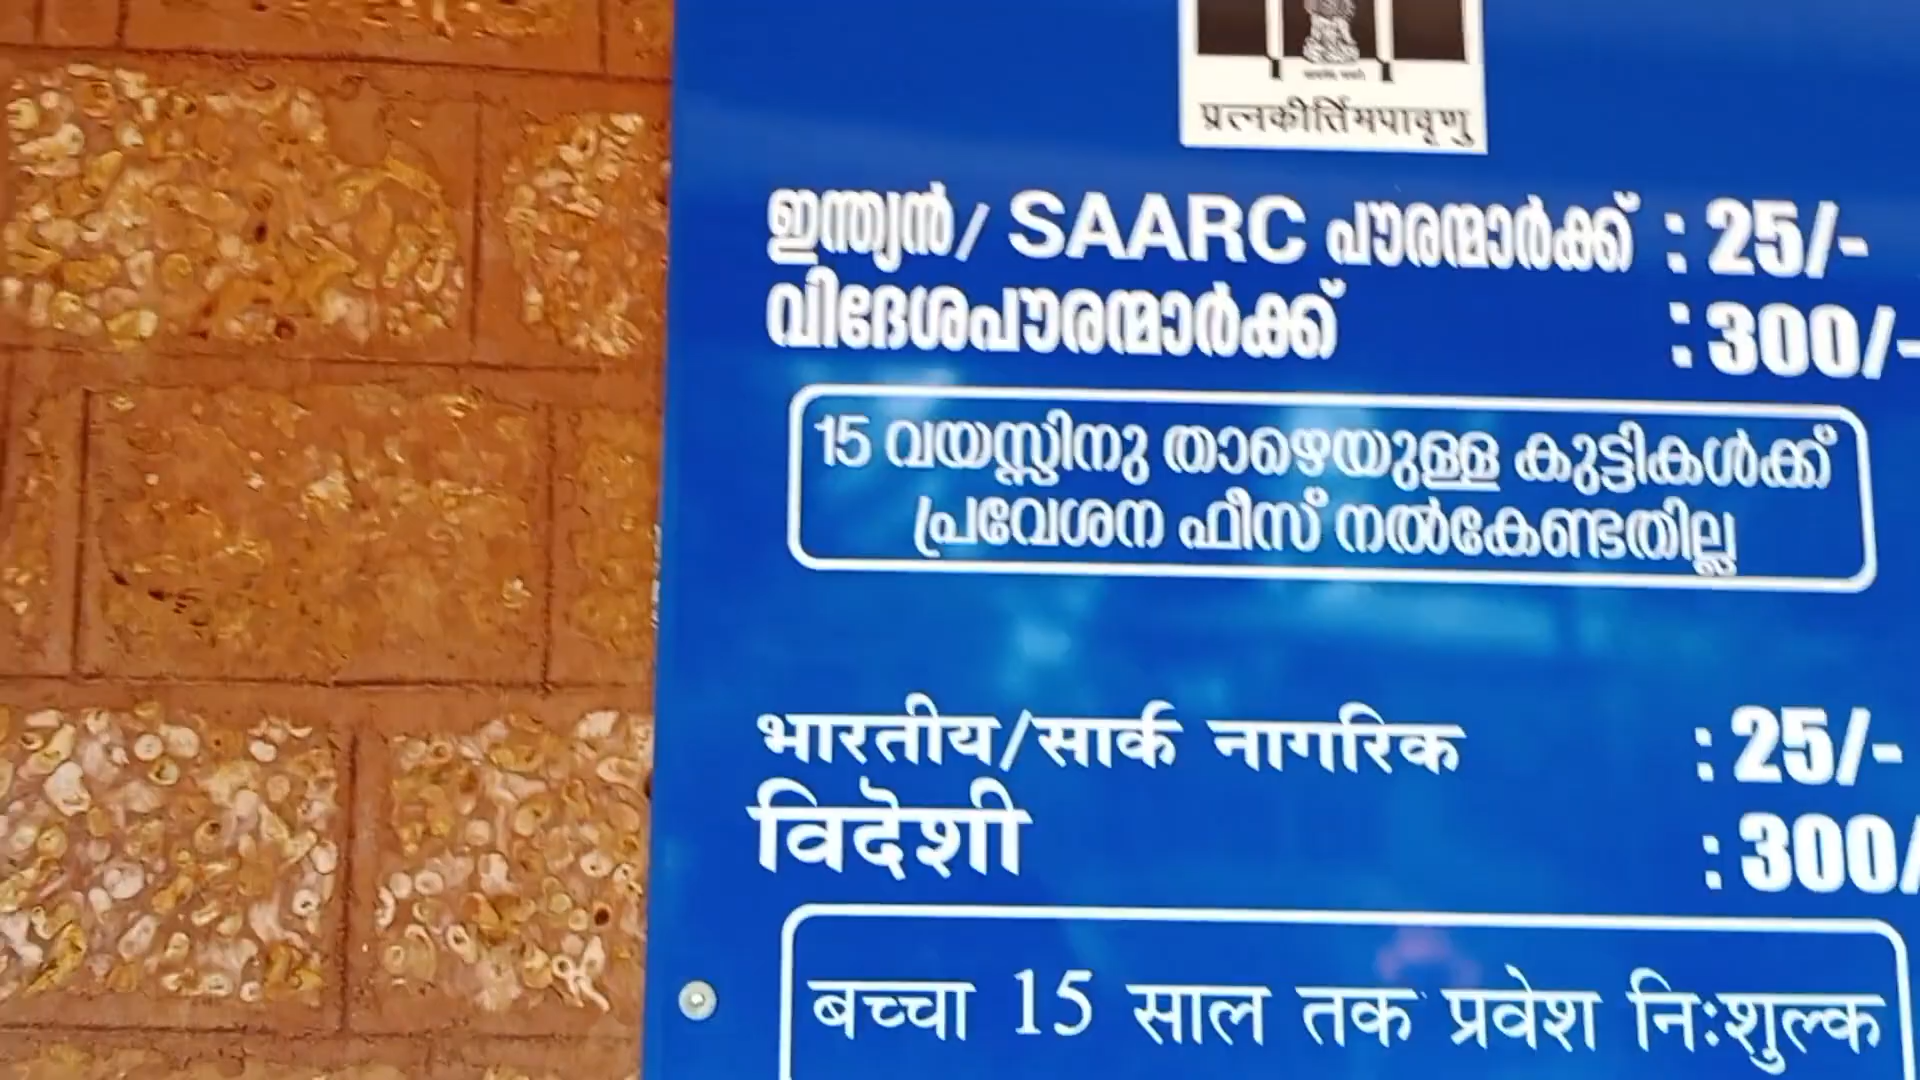 प्रत्नकीर्तिमपावृणु
ഇന്ത്യൻ/ SAARC പൗരന്മാർക്ക് : 25/-
വിദേശപൗരന്മാർക്ക് : 300/-
15 വയസ്സിനു താഴെയുള്ള കുട്ടികൾക്ക്
പ്രവേശന ഫീസ് നൽകേണ്ടതില്ല
भारतीय/सार्क नागरिक : 25/-
विदॆशी : 300/
बच्चा 15 साल तक प्रवेश नि:शुल्क